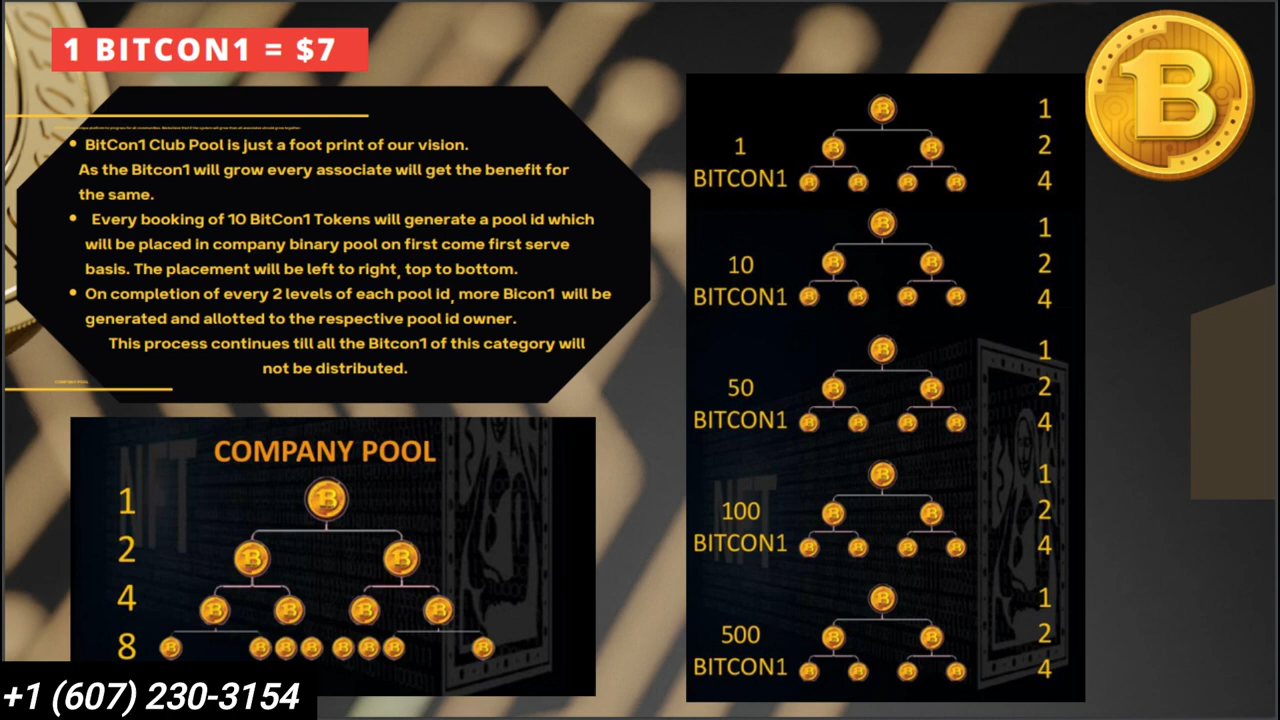 1 BITCON1 = $7
BitCon1 Club Pool is just a foot print of our vision.
As the Bitcon1 will grow every associate will get the benefit for
the same.
Every booking of 10 BitCon1 Tokens will generate a pool id which
will be placed in company binary pool on first come first serve
basis. The placement will be left to right, top to bottom.
On completion of every 2 levels of each pool id, more Bicon1 will be
generated and allotted to the respective pool id owner.
This process continues till all the Bitcon1 of this category will
not be distributed.
COMPANY POOL
COMPANY POOL
1
2
4
8
+1 (607) 230-3154
1
BITCON1
1
2
4
10
BITCON1
1
2
4
50
BITCON1
1
2
4
100
BITCON1
1
2
4
500
BITCON1
1
2
4
NFT
NFT